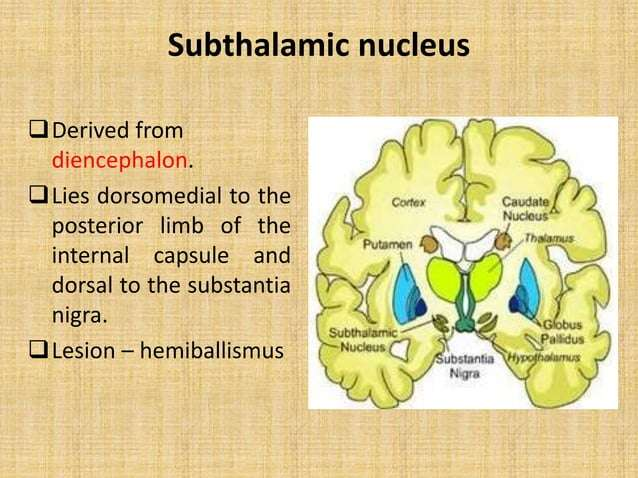 Subthalamic nucleus
❑Derived from
diencephalon.
❑Lies dorsomedial to the
posterior limb of the
internal capsule and
dorsal to the substantia
nigra.
❑Lesion – hemiballismus
Cortex
Caudate
Nucleus
Putamen
Thalamus
Subthalamic
Nucleus
Substantia
Nigra
Globus
Pallidus
Hypothalamus